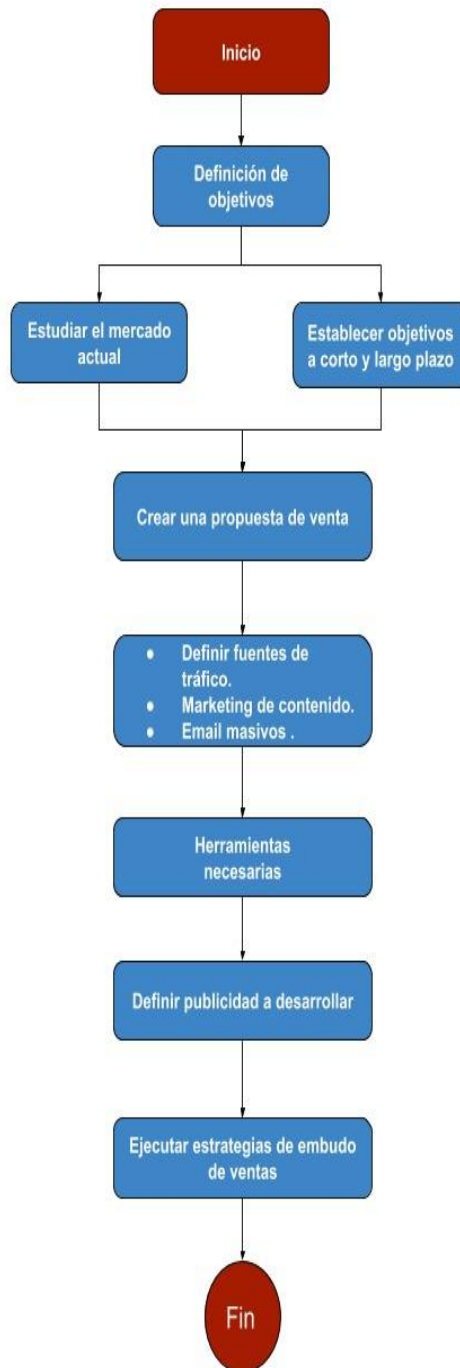 Inicio
Definición de
objetivos
Estudiar el mercado
actual
Establecer objetivos
a corto y largo plazo
Crear una propuesta de venta
● Definir fuentes de
tráfico.
● Marketing de contenido.
● Email masivos .
Herramientas
necesarias
Definir publicidad a desarrollar
Ejecutar estrategias de embudo
de ventas
Fin